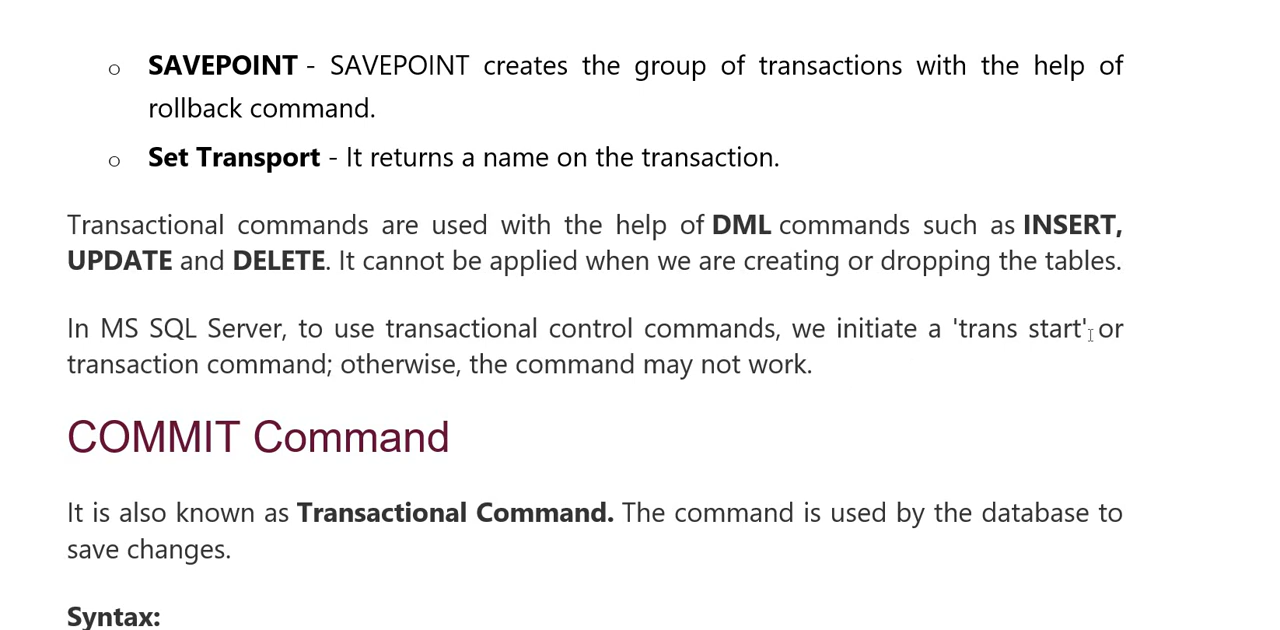 ○ SAVEPOINT - SAVEPOINT creates the group of transactions with the help of
rollback command.
○ Set Transport - It returns a name on the transaction.
Transactional commands are used with the help of DML commands such as INSERT,
UPDATE and DELETE. It cannot be applied when we are creating or dropping the tables.
In MS SQL Server, to use transactional control commands, we initiate a 'trans start' or
transaction command; otherwise, the command may not work.
COMMIT Command
It is also known as Transactional Command. The command is used by the database to
save changes.
Syntax: